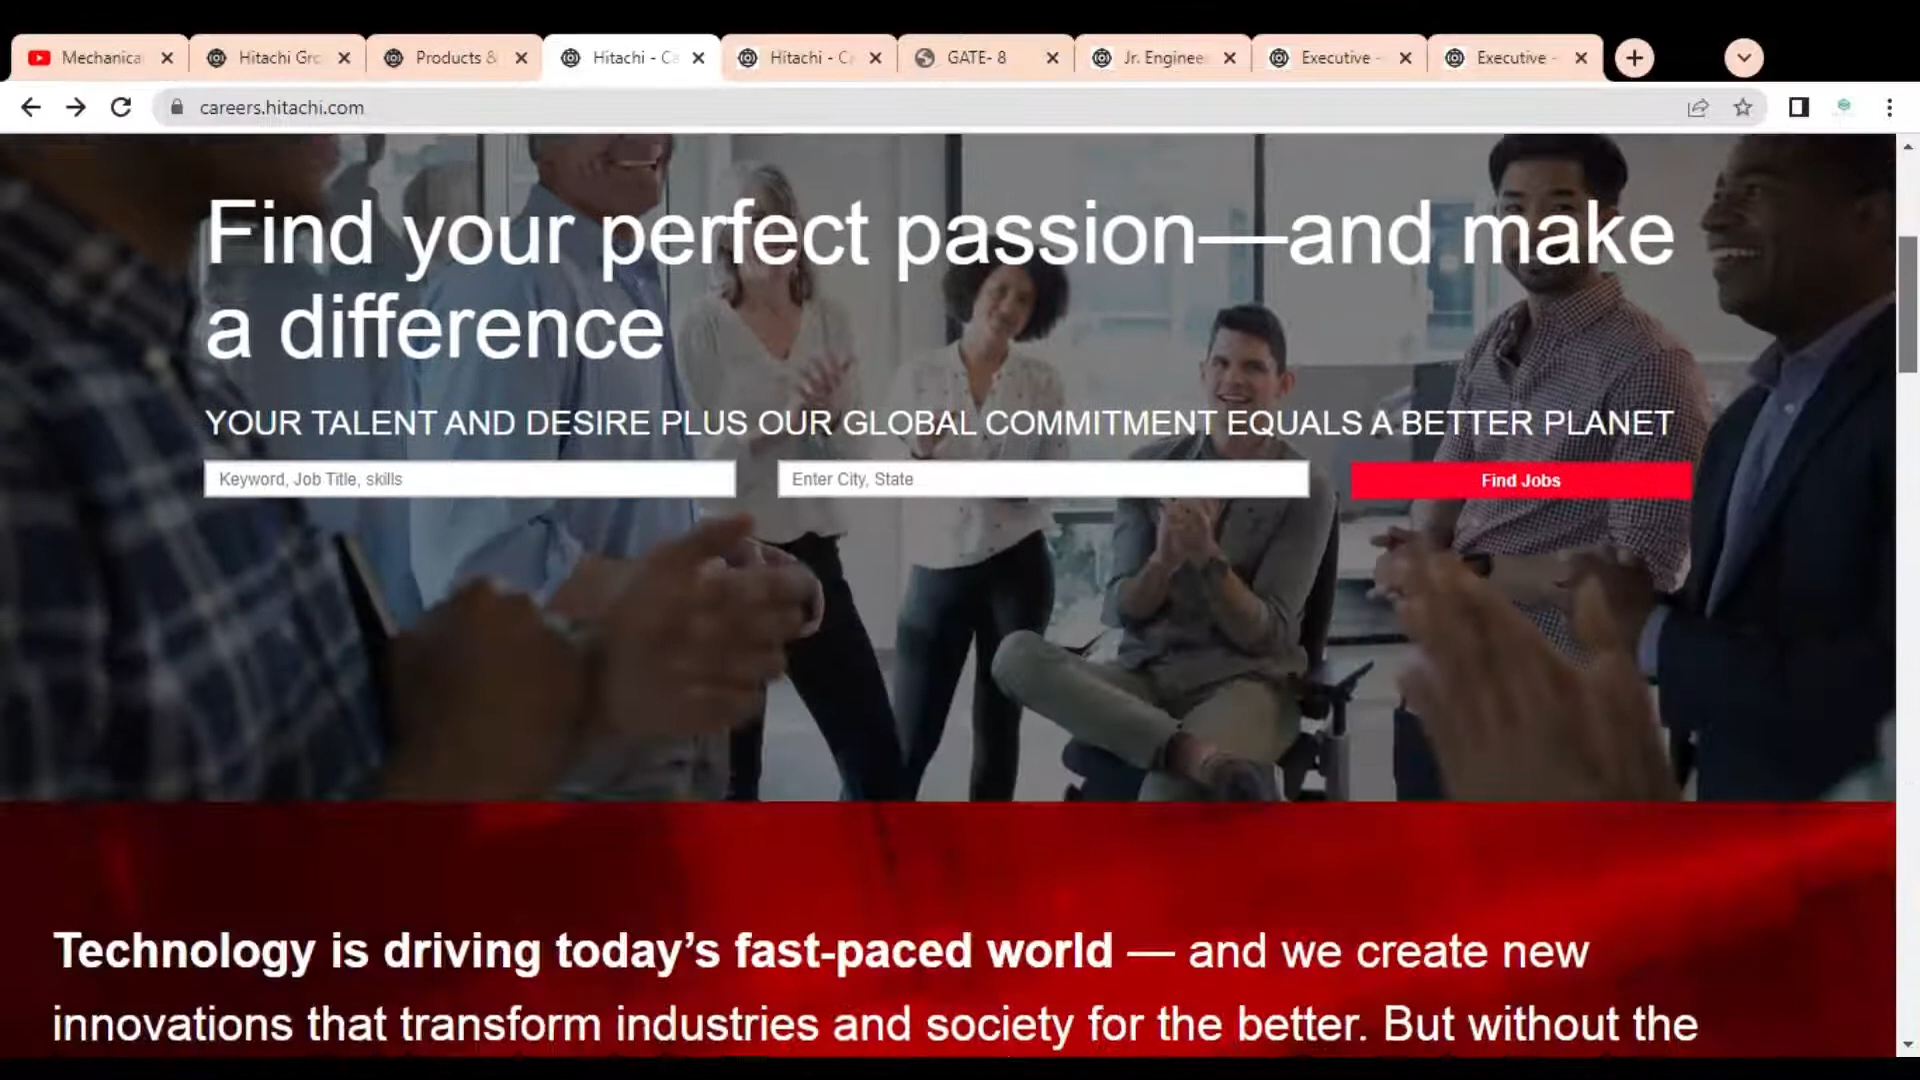 Mechanica
Hitachi Gro
Products &
Hitachi - Ca
Hitachi - Ca
GATE- 8
Jr. Enginee
Executive -
Executive -
careers.hitachi.com
Find your perfect passion—and make
a difference
YOUR TALENT AND DESIRE PLUS OUR GLOBAL COMMITMENT EQUALS A BETTER PLANET
Keyword, Job Title, skills
Enter City, State
Find Jobs
Technology is driving today’s fast-paced world — and we create new
innovations that transform industries and society for the better. But without the